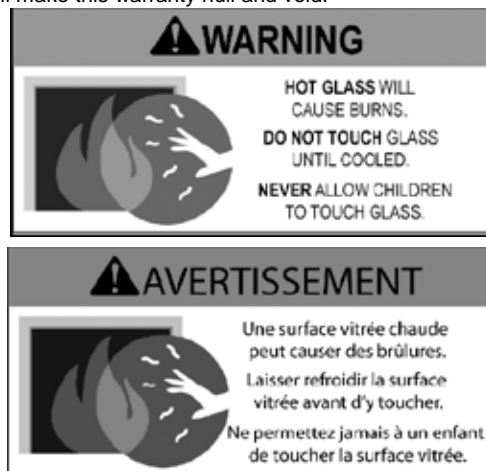 make this warranty null and void.
WARNING
HOT GLASS WILL
CAUSE BURNS.
DO NOT TOUCH GLASS
UNTIL COOLED.
NEVER ALLOW CHILDREN
TO TOUCH GLASS.
AVERTISSEMENT
Une surface vitrée chaude
peut causer des brûlures.
Laisser refroidir la surface
vitrée avant d'y toucher.
Ne permettez jamais à un enfant
de toucher la surface vitrée.